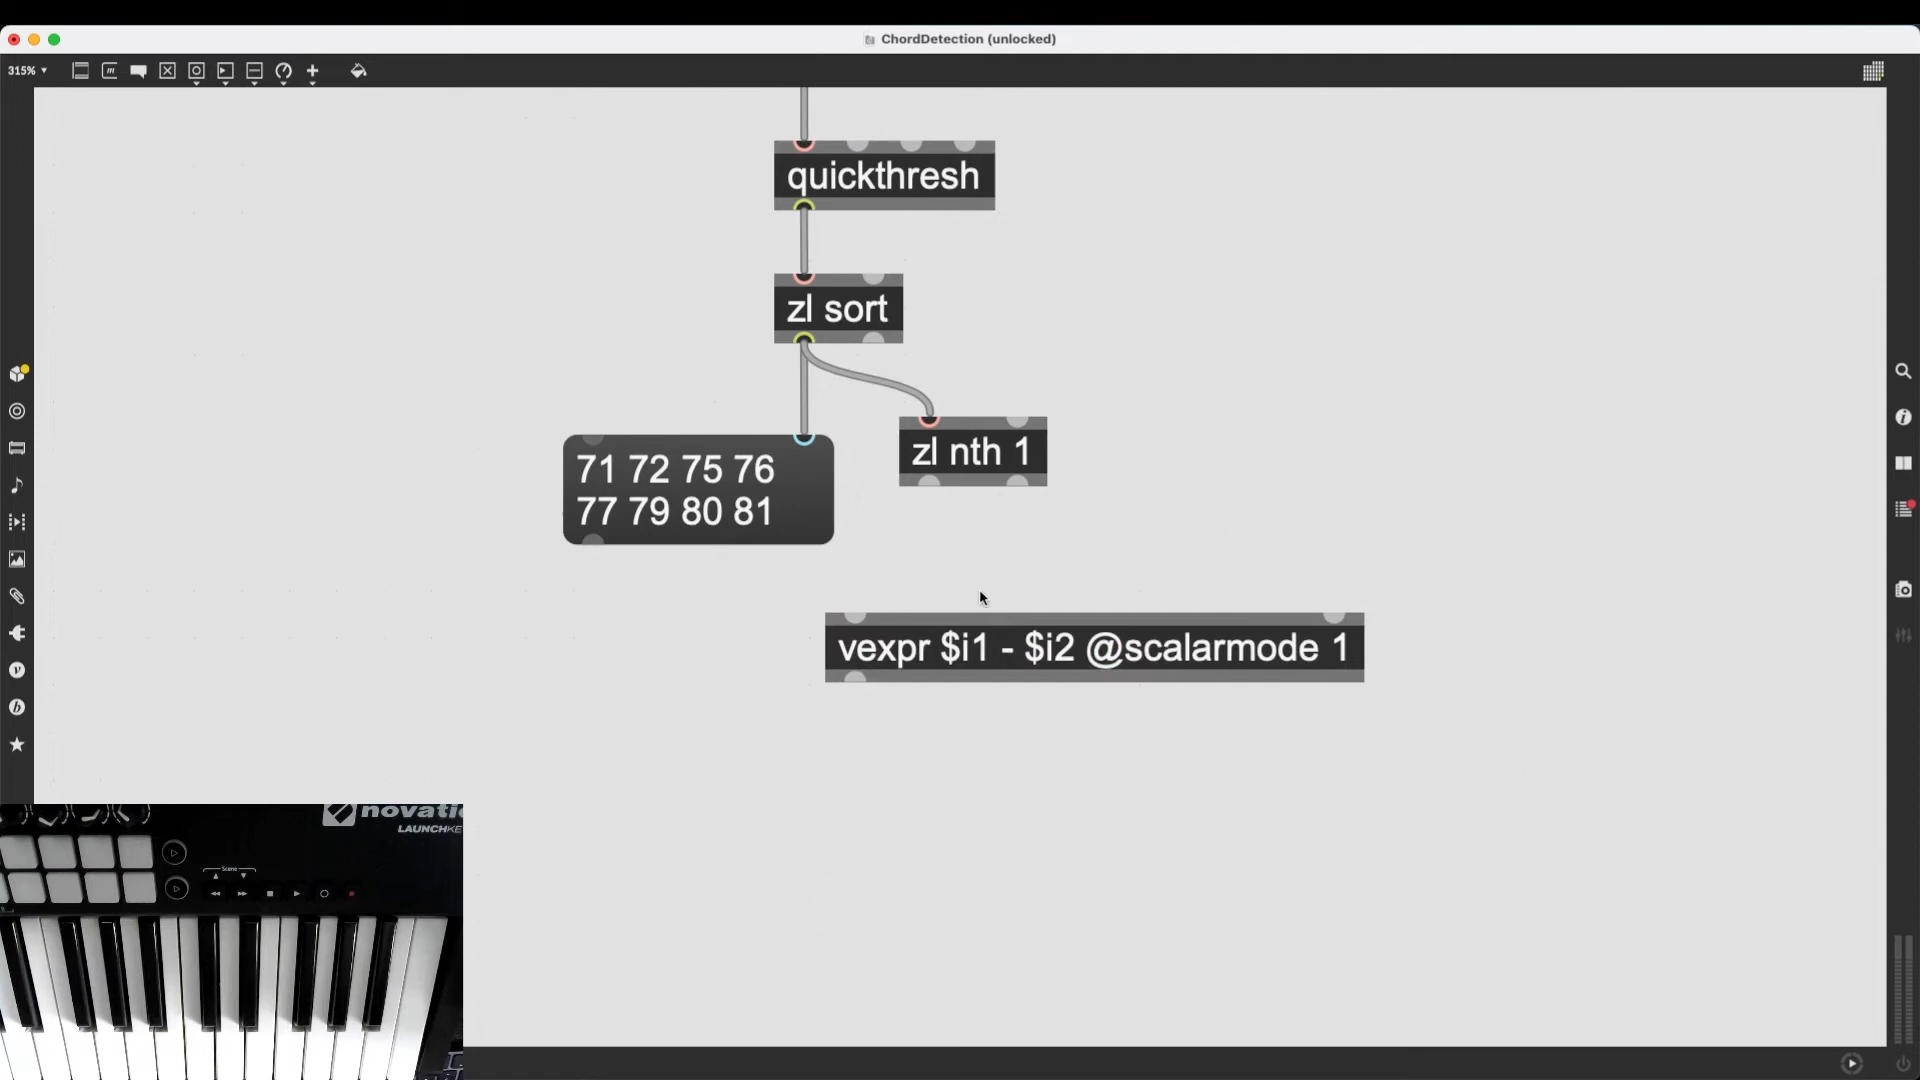 ChordDetection (unlocked)
315%
quickthresh
zl sort
zl nth 1
71 72 75 76
77 79 80 81
vexpr $i1 - $i2 @scalarmode 1
novati
LAUNCHKE
Scene